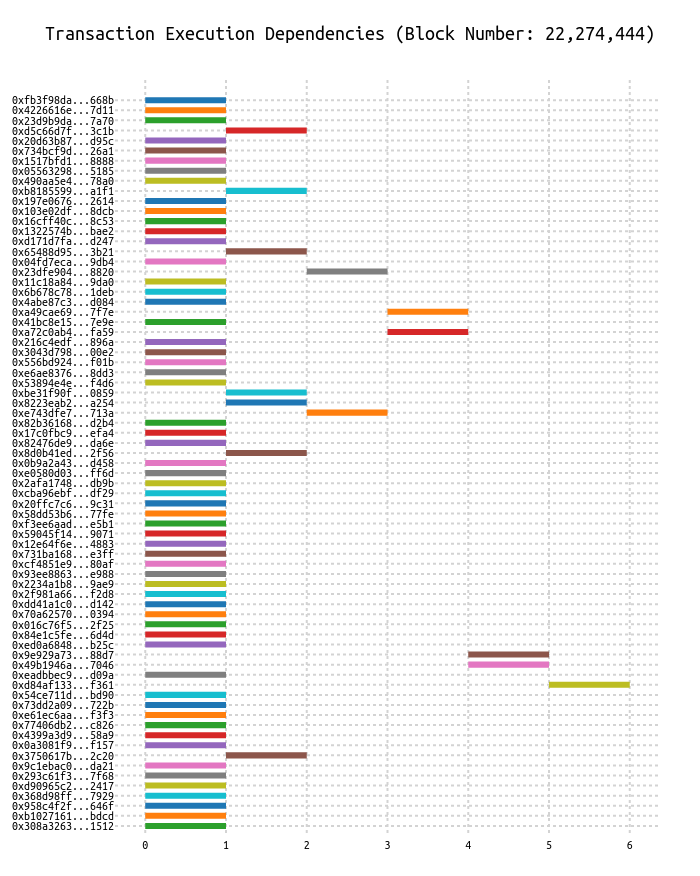 Transaction Execution Dependencies (Block Number: 22,274,444)
0xfb3f98da...668b
0x4226616e...7d11
0x23d9b9da...7a70
0xd5c66d7f...3c1b
0x20d63b87...d95c
0x734bcf9d...26a1
0x1517bfd1...8888
0x05563298...5185
0x490aa5e4...78a0
0xb8185599...a1f1
0x197e0676...2614
0x103e02df...8dcb
0x16cff40c...8c53
0x1322574b...bae2
0xd171d7fa...d247
0x65488d95...3b21
0x04fd7eca...9db4
0x23dfe904...8820
0x11c18a84...9da0
0x6b678c78...1deb
0x4abe87c3...d084
0xa49cae69...7f7e
0x41bc8e15...7e9e
0xa72c0ab4...fa59
0x216c4edf...896a
0x3043d798...00e2
0x556bd924...f01b
0xe6ae8376...8dd3
0x53894e4e...f4d6
0xbe31f90f...0859
0x8223eab2...a254
0xe743dfe7...713a
0x82b36168...d2b4
0x17c0fbc9...efa4
0x82476de9...da6e
0x8d0b41ed...2f56
0x0b9a2a43...d458
0xe0580d03...ff6d
0x2afa1748...db9b
0xcba96ebf...df29
0x20ffc7c6...9c31
0x58dd53b6...77fe
0xf3ee6aad...e5b1
0x59045f14...9071
0x12e64f6e...4883
0x731ba168...e3ff
0xcf4851e9...80af
0x93ee8863...e988
0x2234a1b8...9ae9
0x2f981a66...f2d8
0xdd41a1c0...d142
0x70a62570...0394
0x016c76f5...2f25
0x84e1c5fe...6d4d
0xed0a6848...b25c
0x9e929a73...88d7
0x49b1946a...7046
0xeadbbec9...d09a
0xd84af133...f361
0x54ce711d...bd90
0x73dd2a09...722b
0xe61ec6aa...f3f3
0x77406db2...c826
0x4399a3d9...58a9
0x0a3081f9...f157
0x3750617b...2c20
0x9c1ebac0...da21
0x293c61f3...7f68
0xd90965c2...2417
0x368d98ff...7929
0x958c4f2f...646f
0xb1027161...bdcd
0x308a3263...1512
0 1 2 3 4 5 6